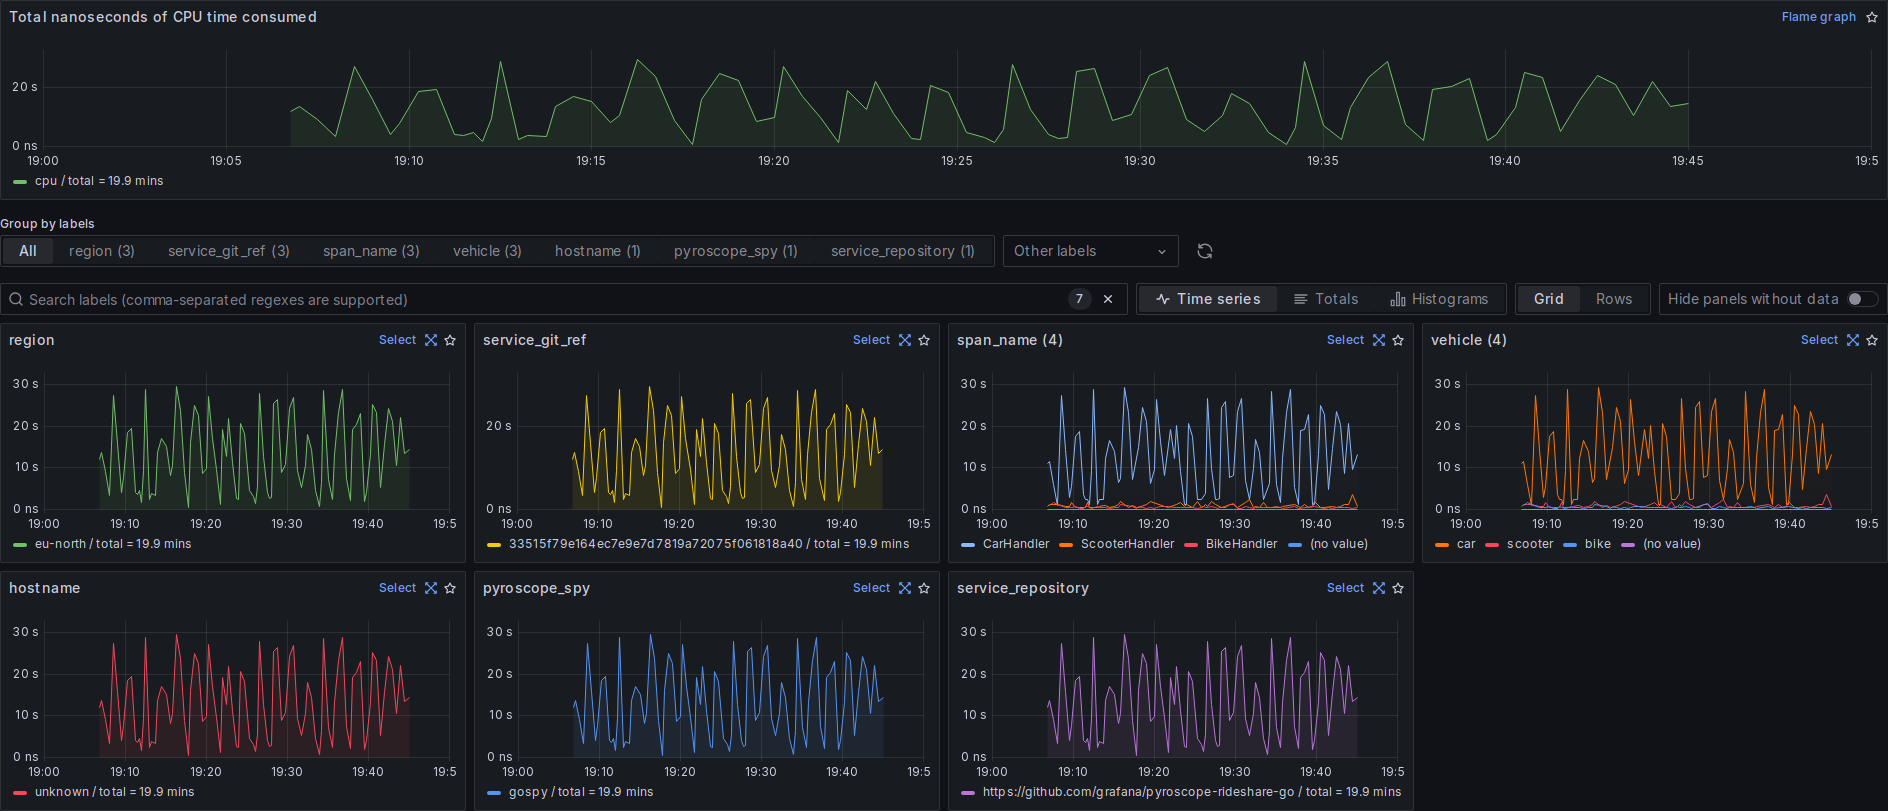 Total nanoseconds of CPU time consumed
Flame graph
20 s
0 ns
19:00 19:05 19:10 19:15 19:20 19:25 19:30 19:35 19:40 19:45 19:5
cpu / total = 19.9 mins
Group by labels
All region (3) service_git_ref (3) span_name (3) vehicle (3) hostname (1) pyroscope_spy (1) service_repository (1) Other labels
Search labels (comma-separated regexes are supported) 7 Time series Totals Histograms Grid Rows Hide panels without data
region Select
30 s
20 s
10 s
0 ns
19:00 19:10 19:20 19:30 19:40 19:5
eu-north / total = 19.9 mins
service_git_ref Select
20 s
0 ns
19:00 19:10 19:20 19:30 19:40 19:5
33515f79e164ec7e9e7d7819a72075f061818a40 / total = 19.9 mins
span_name (4) Select
30 s
20 s
10 s
0 ns
19:00 19:10 19:20 19:30 19:40 19:5
CarHandler ScooterHandler BikeHandler (no value)
vehicle (4) Select
30 s
20 s
10 s
0 ns
19:00 19:10 19:20 19:30 19:40 19:5
car scooter bike (no value)
hostname Select
30 s
20 s
10 s
0 ns
19:00 19:10 19:20 19:30 19:40 19:5
unknown / total = 19.9 mins
pyroscope_spy Select
30 s
20 s
10 s
0 ns
19:00 19:10 19:20 19:30 19:40 19:5
gospy / total = 19.9 mins
service_repository Select
30 s
20 s
10 s
0 ns
19:00 19:10 19:20 19:30 19:40 19:5
https://github.com/grafana/pyroscope-rideshare-go / total = 19.9 mins